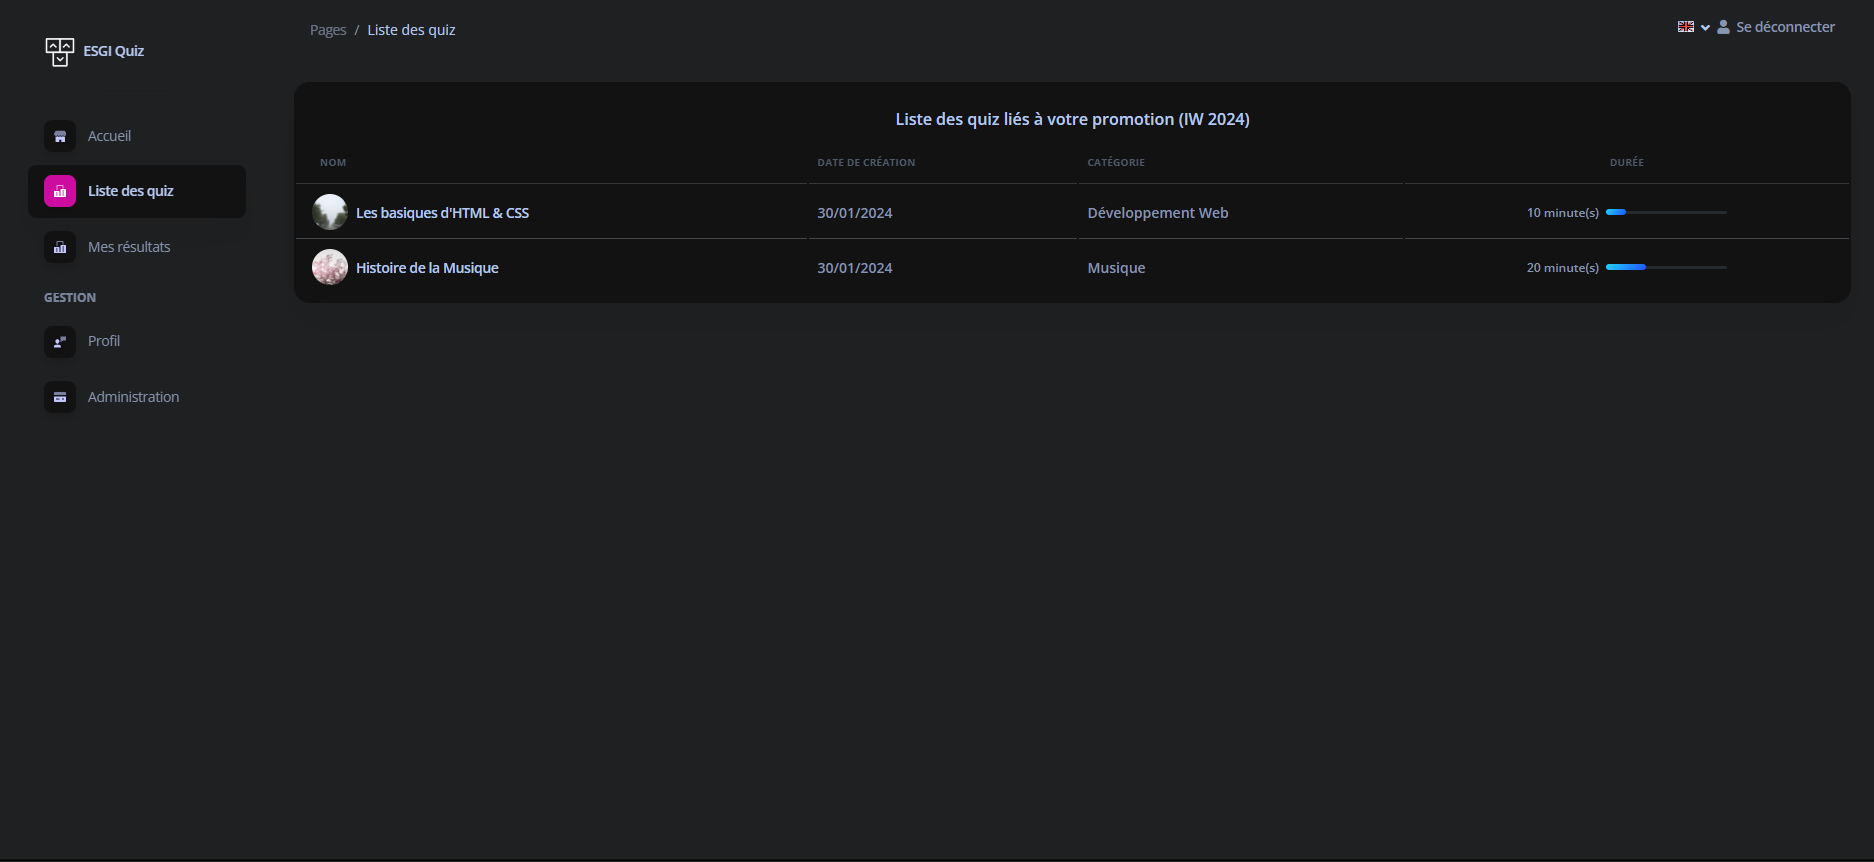 ESGI Quiz
Accueil
Liste des quiz
Mes résultats
GESTION
Profil
Administration
Pages / Liste des quiz
Se déconnecter
Liste des quiz liés à votre promotion (IW 2024)
NOM DATE DE CRÉATION CATÉGORIE DURÉE
Les basiques d'HTML & CSS 30/01/2024 Développement Web 10 minute(s)
Histoire de la Musique 30/01/2024 Musique 20 minute(s)